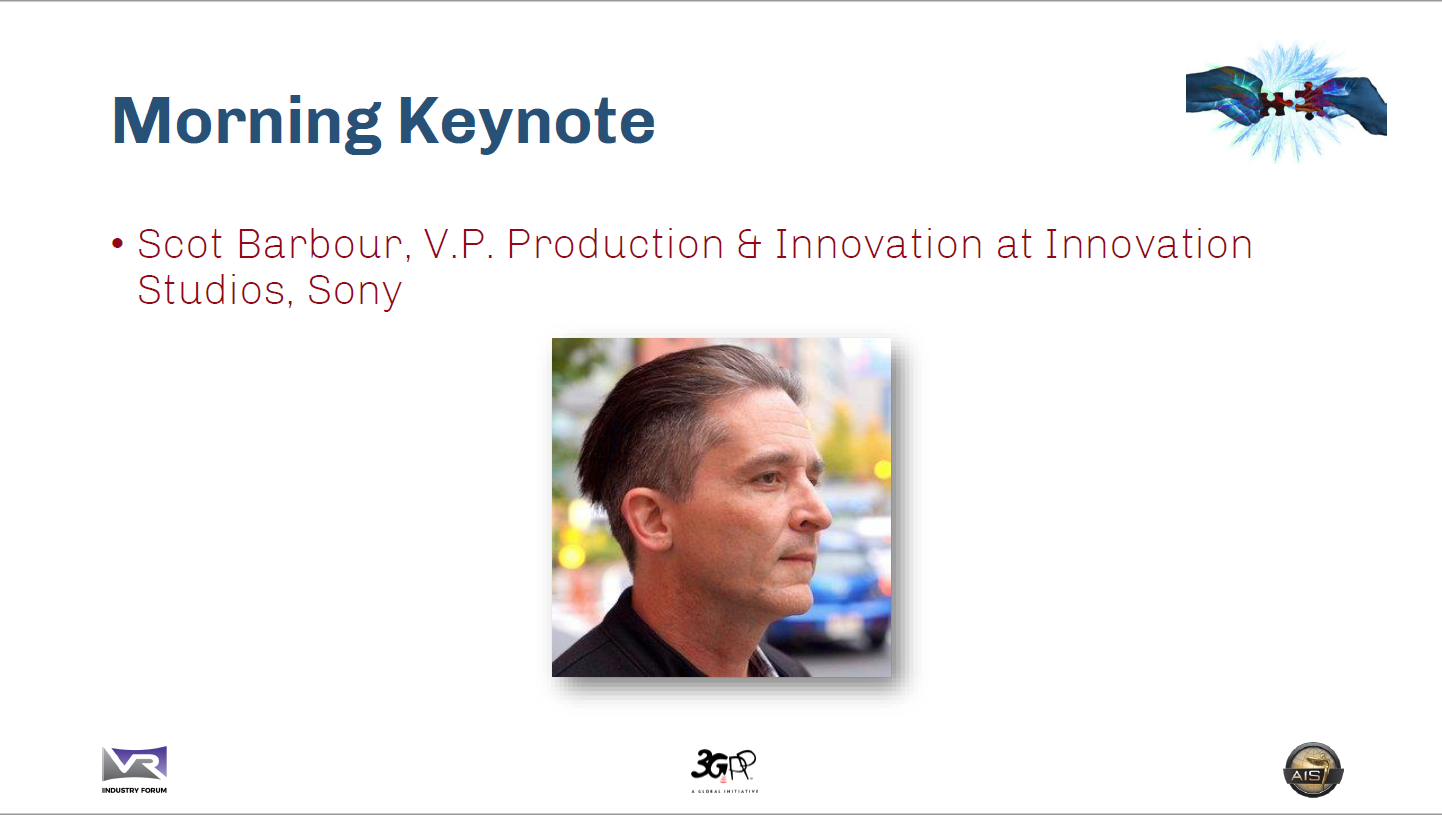 Morning Keynote
• Scot Barbour, V.P. Production & Innovation at Innovation
Studios, Sony
VR
INDUSTRY FORUM
3GPP
A GLOBAL INITIATIVE
AIS